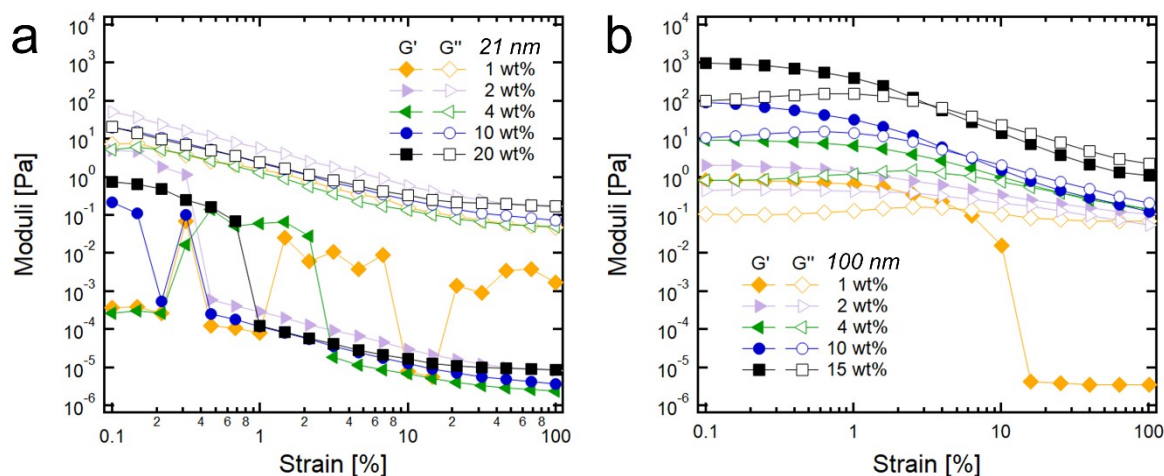 a
Moduli [Pa]
10^4
10^3
10^2
10^1
10^0
10^-1
10^-2
10^-3
10^-4
10^-5
10^-6
G' G'' 21 nm
1 wt%
2 wt%
4 wt%
10 wt%
20 wt%
0.1 2 4 6 8 1 2 4 6 8 10 2 4 6 8 100
Strain [%]
b
Moduli [Pa]
10^4
10^3
10^2
10^1
10^0
10^-1
10^-2
10^-3
10^-4
10^-5
10^-6
G' G'' 100 nm
1 wt%
2 wt%
4 wt%
10 wt%
15 wt%
0.1 1 10 100
Strain [%]